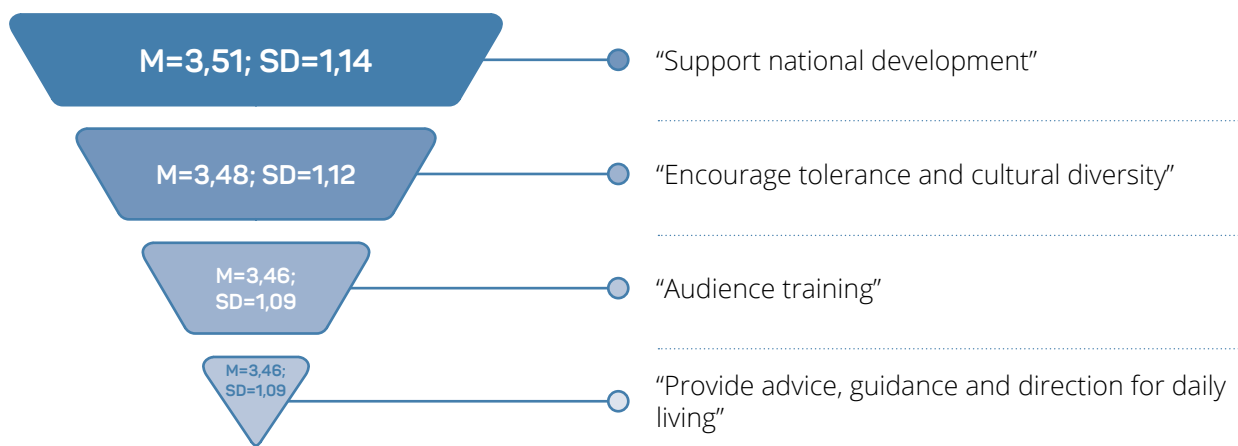 M=3,51; SD=1,14
“Support national development”
M=3,48; SD=1,12
“Encourage tolerance and cultural diversity”
M=3,46;
SD=1,09
“Audience training”
M=3,46;
SD=1,09
“Provide advice, guidance and direction for daily
living”